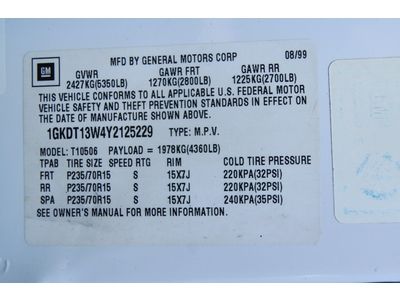 MFD BY GENERAL MOTORS CORP 08/99
GM
GVWR GAWR FRT GAWR RR
2427KG(5350LB) 1270KG(2800LB) 1225KG(2700LB)
THIS VEHICLE CONFORMS TO ALL APPLICABLE U.S. FEDERAL MOTOR
VEHICLE SAFETY AND THEFT PREVENTION STANDARDS IN EFFECT ON
THE DATE OF MANUFACTURE SHOWN ABOVE.
1GKDT13W4Y2125229 TYPE: M.P.V.
MODEL: T10506 PAYLOAD = 1978KG(4360LB)
TPAB TIRE SIZE SPEED RTG RIM COLD TIRE PRESSURE
FRT P235/70R15 S 15X7J 220KPA(32PSI)
RR P235/70R15 S 15X7J 220KPA(32PSI)
SPA P235/70R15 S 15X7J 240KPA(35PSI)
SEE OWNER'S MANUAL FOR MORE INFORMATION.